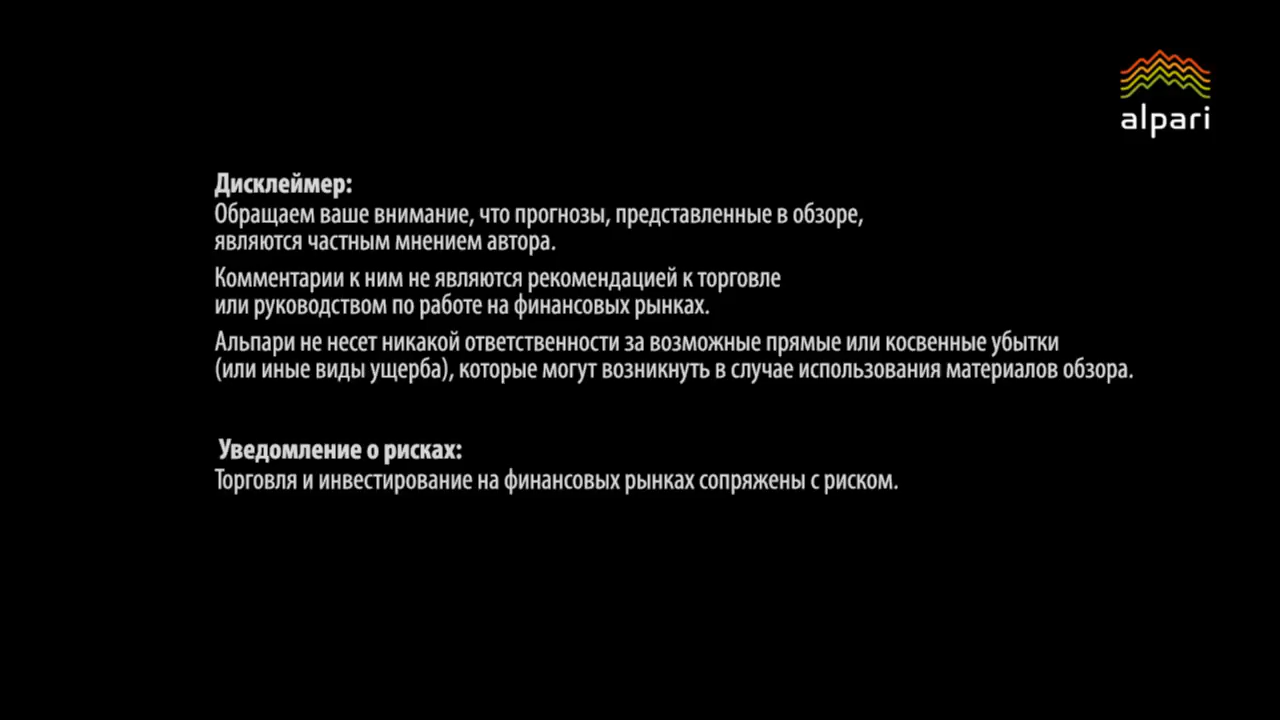 alpari
Дисклеймер:
Обращаем ваше внимание, что прогнозы, представленные в обзоре,
являются частным мнением автора.
Комментарии к ним не являются рекомендацией к торговле
или руководством по работе на финансовых рынках.
Альпари не несет никакой ответственности за возможные прямые или косвенные убытки
(или иные виды ущерба), которые могут возникнуть в случае использования материалов обзора.
Уведомление о рисках:
Торговля и инвестирование на финансовых рынках сопряжены с риском.